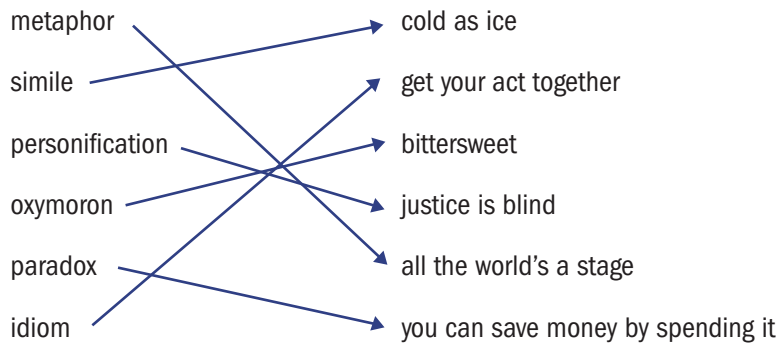 metaphor cold as ice
simile get your act together
personification bittersweet
oxymoron justice is blind
paradox all the world's a stage
idiom you can save money by spending it